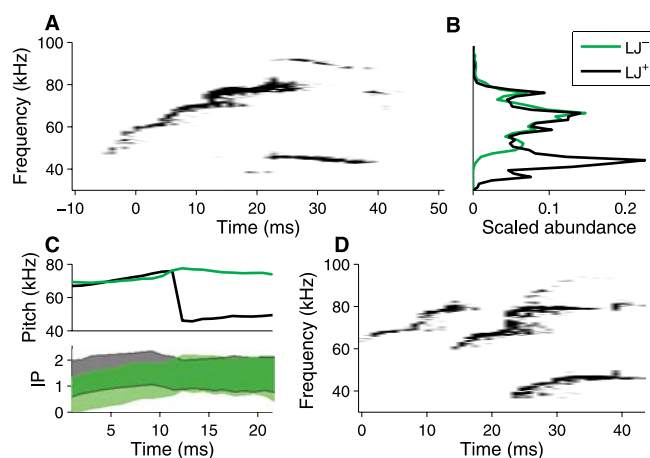 A
100
80
60
40
Frequency (kHz)
−10
0
10
20
30
40
50
Time (ms)
B
LJ−
LJ+
0
0.1
0.2
Scaled abundance
C
80
60
40
Pitch (kHz)
2
1
0
IP
5
10
15
20
Time (ms)
D
100
80
60
40
Frequency (kHz)
0
10
20
30
40
Time (ms)